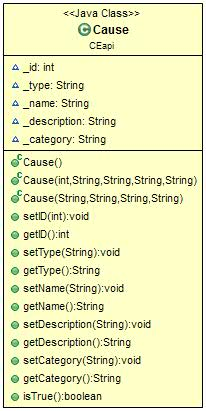 <<Java Class>>
Cause
CEapi
_id: int
_type: String
_name: String
_description: String
_category: String
Cause()
Cause(int,String,String,String,String)
Cause(String,String,String,String)
setID(int):void
getID():int
setType(String):void
getType():String
setName(String):void
getName():String
setDescription(String):void
getDescription():String
setCategory(String):void
getCategory():String
isTrue():boolean